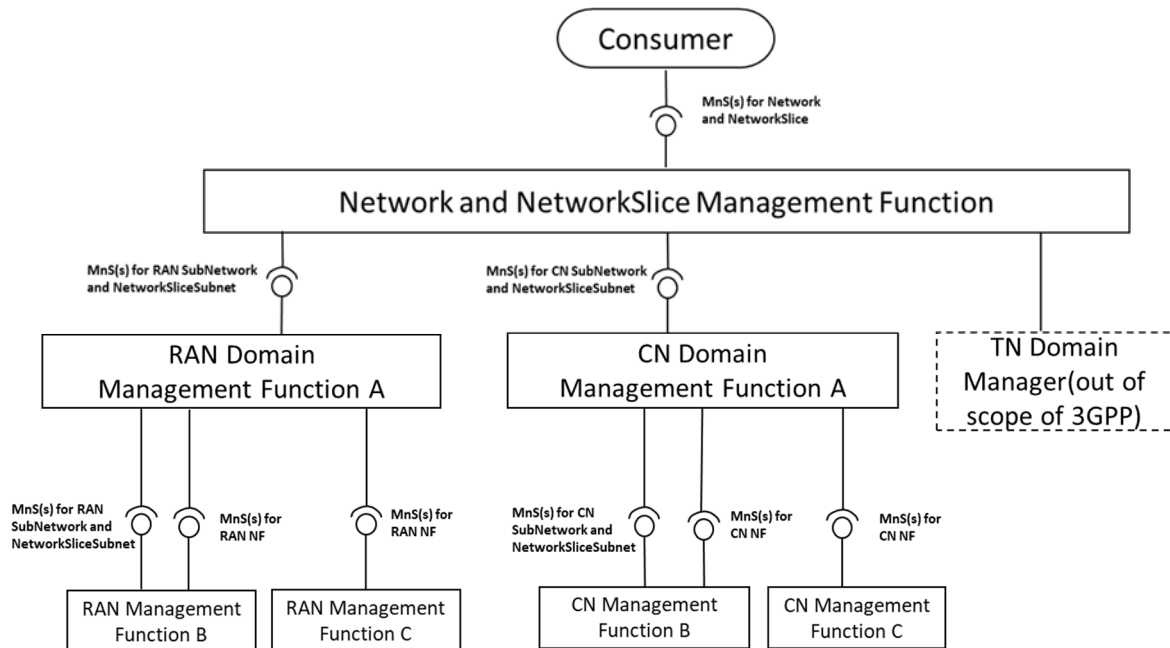 Consumer
MnS(s) for Network
and NetworkSlice
Network and NetworkSlice Management Function
MnS(s) for RAN SubNetwork
and NetworkSliceSubnet
MnS(s) for CN SubNetwork
and NetworkSliceSubnet
RAN Domain
Management Function A
CN Domain
Management Function A
TN Domain
Manager(out of
scope of 3GPP)
MnS(s) for RAN
SubNetwork and
NetworkSliceSubnet
MnS(s) for
RAN NF
MnS(s) for
RAN NF
MnS(s) for CN
SubNetwork and
NetworkSliceSubnet
MnS(s) for
CN NF
MnS(s) for
CN NF
RAN Management
Function B
RAN Management
Function C
CN Management
Function B
CN Management
Function C